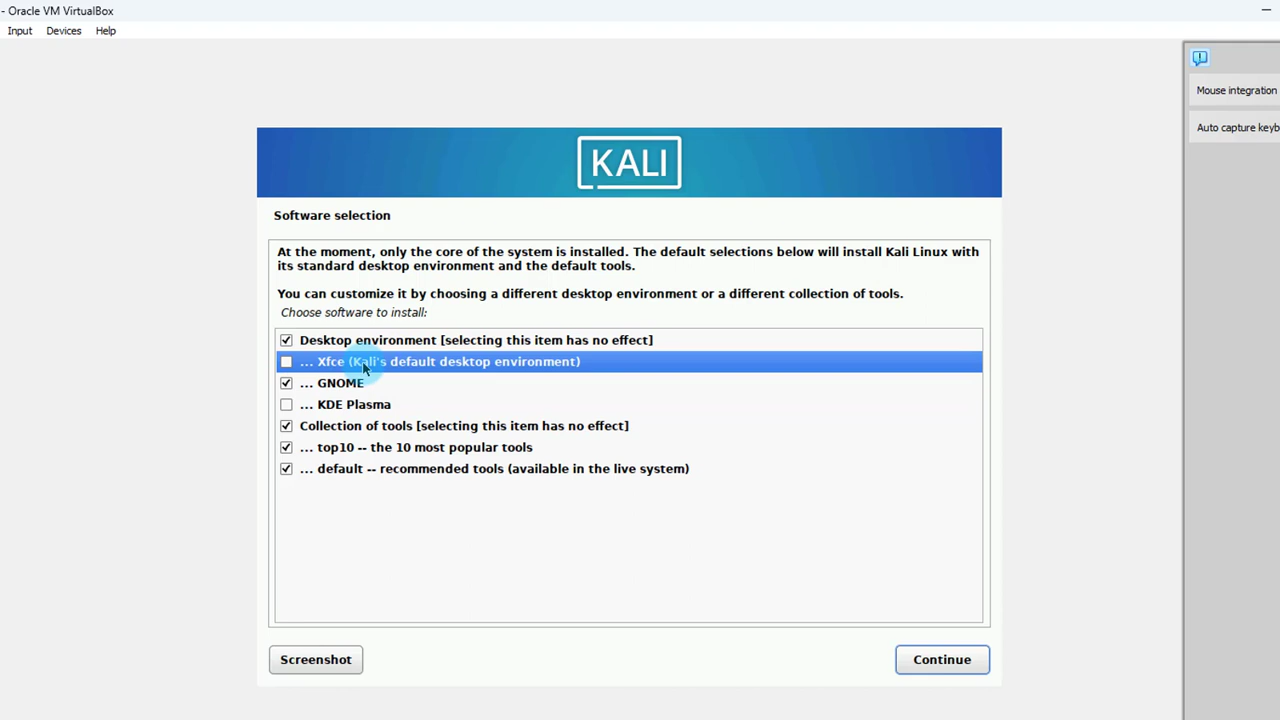 - Oracle VM VirtualBox
Input Devices Help
Mouse integration
Auto capture keyb
KALI
Software selection
At the moment, only the core of the system is installed. The default selections below will install Kali Linux with
its standard desktop environment and the default tools.
You can customize it by choosing a different desktop environment or a different collection of tools.
Choose software to install:
Desktop environment [selecting this item has no effect]
... Xfce (Kali's default desktop environment)
... GNOME
... KDE Plasma
Collection of tools [selecting this item has no effect]
... top10 -- the 10 most popular tools
... default -- recommended tools (available in the live system)
Screenshot
Continue